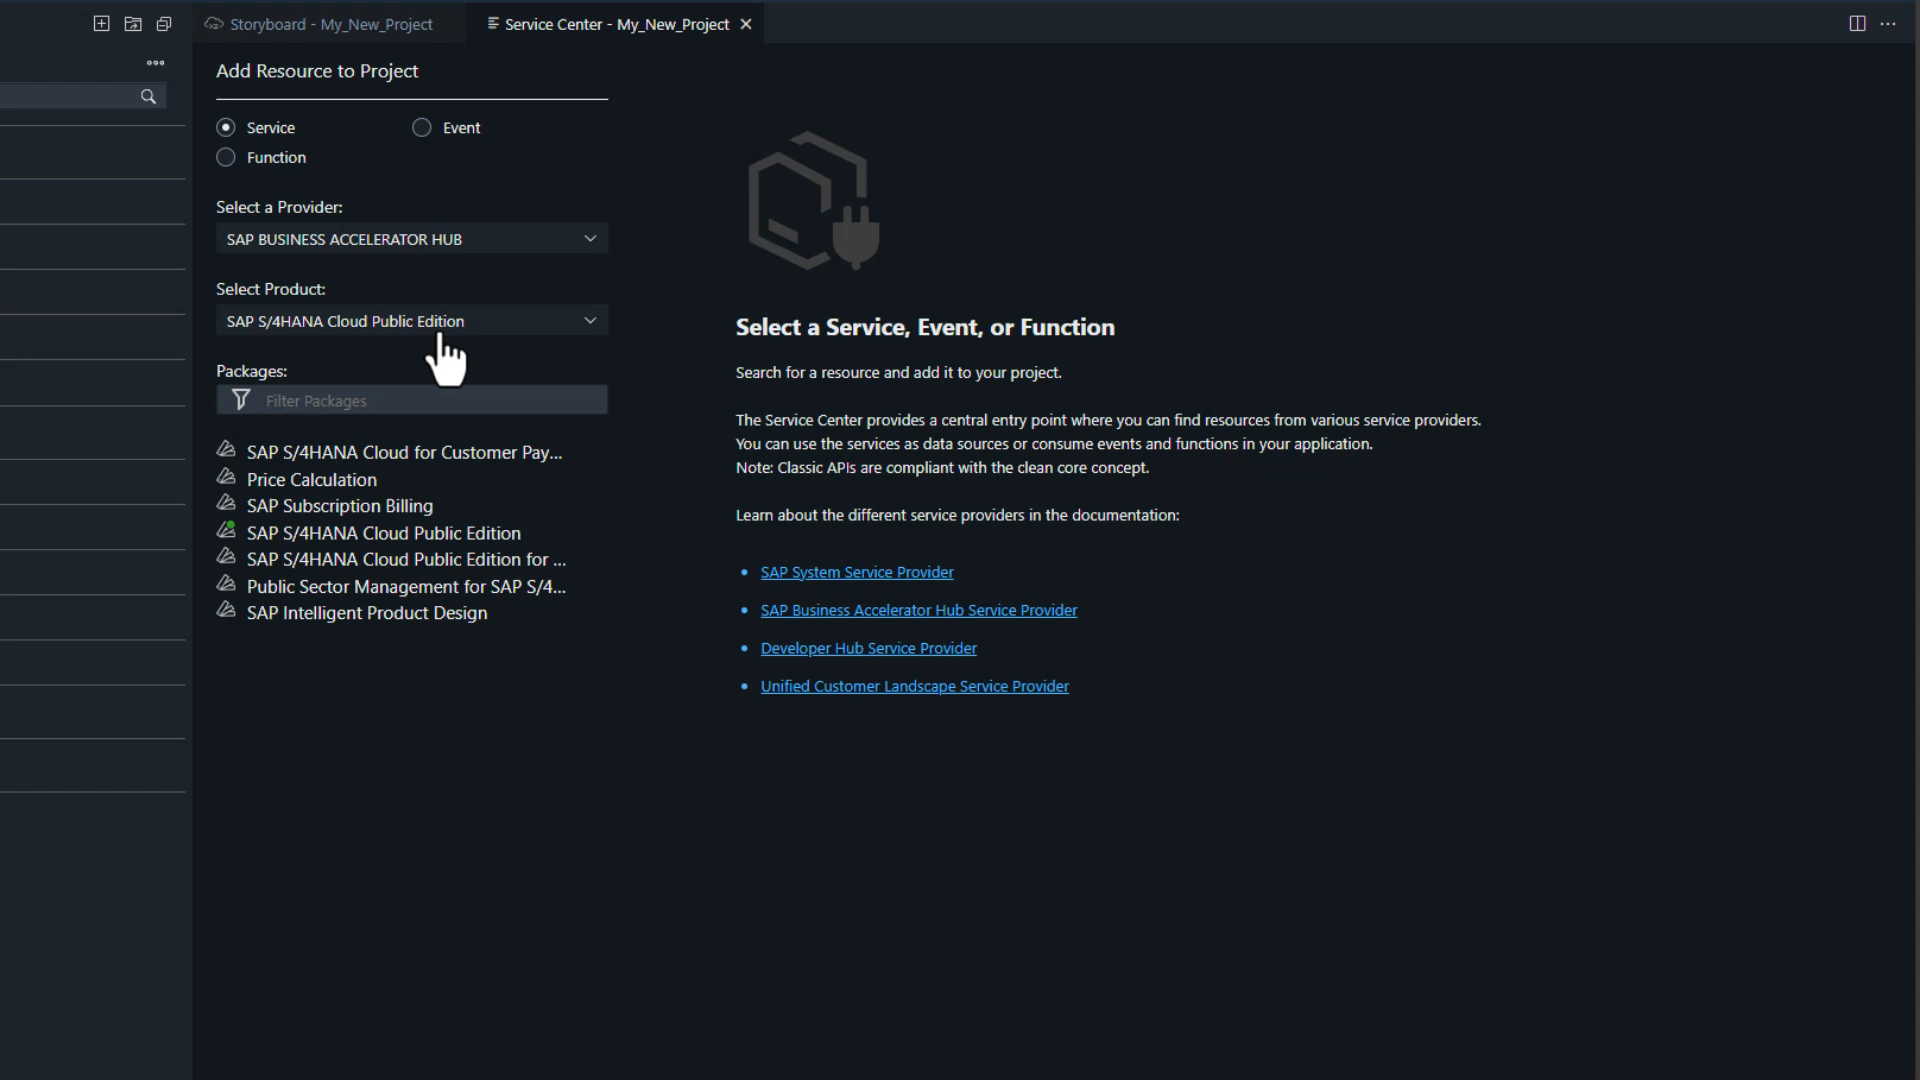 Storyboard - My_New_Project
Service Center - My_New_Project
Add Resource to Project
Service
Event
Function
Select a Provider:
SAP BUSINESS ACCELERATOR HUB
Select Product:
SAP S/4HANA Cloud Public Edition
Packages:
Filter Packages
SAP S/4HANA Cloud for Customer Pay...
Price Calculation
SAP Subscription Billing
SAP S/4HANA Cloud Public Edition
SAP S/4HANA Cloud Public Edition for ...
Public Sector Management for SAP S/4...
SAP Intelligent Product Design
Select a Service, Event, or Function
Search for a resource and add it to your project.
The Service Center provides a central entry point where you can find resources from various service providers.
You can use the services as data sources or consume events and functions in your application.
Note: Classic APIs are compliant with the clean core concept.
Learn about the different service providers in the documentation:
• SAP System Service Provider
• SAP Business Accelerator Hub Service Provider
• Developer Hub Service Provider
• Unified Customer Landscape Service Provider